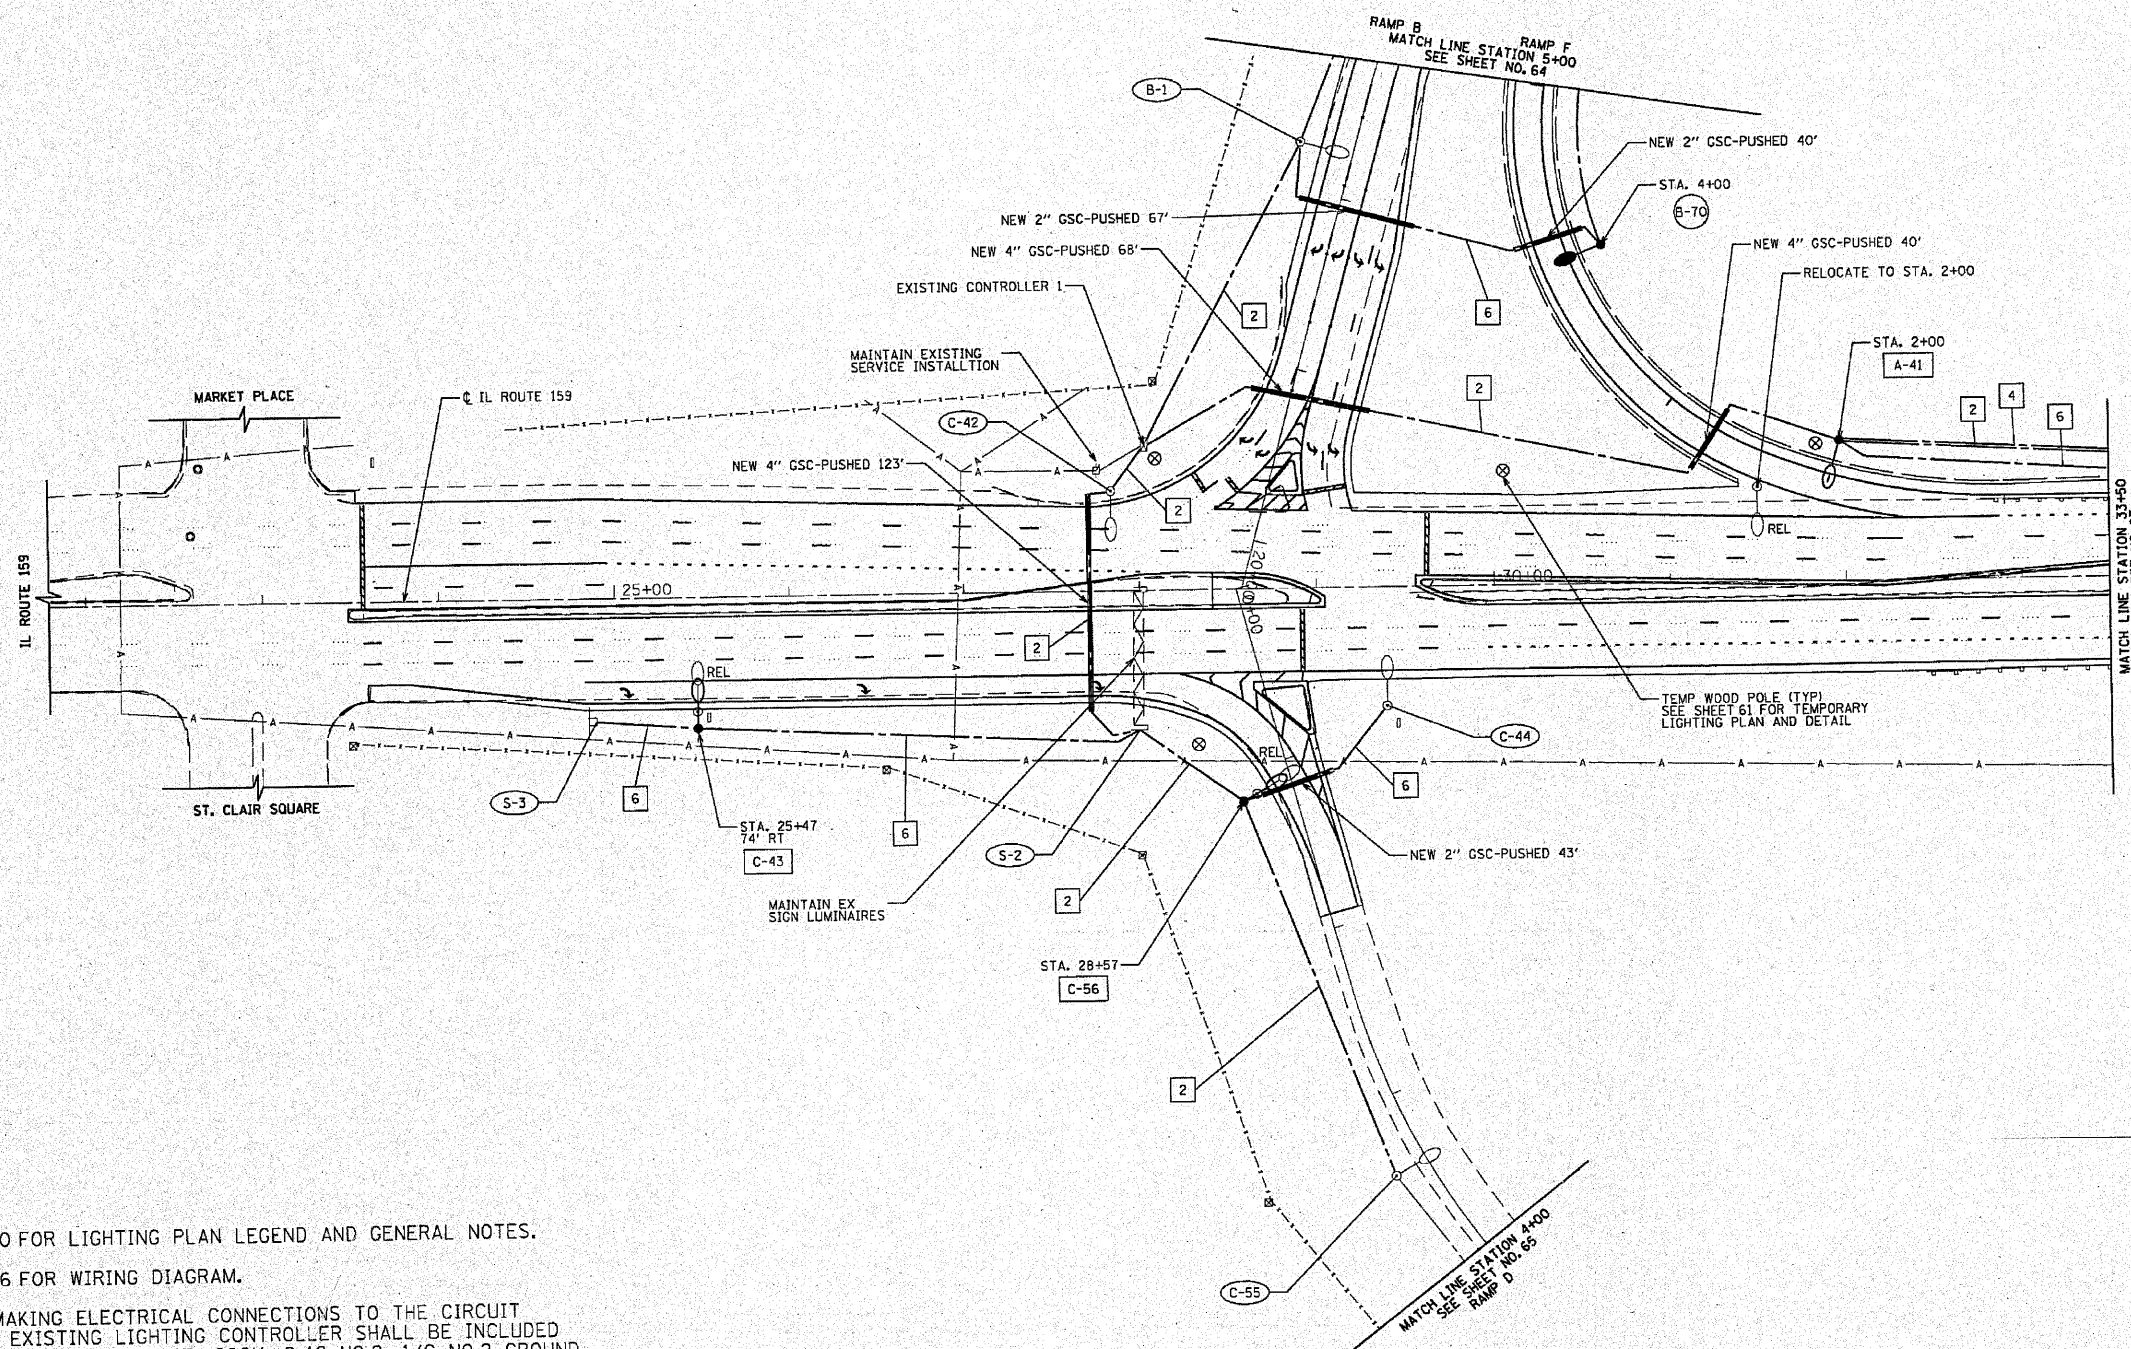 RAMP B
RAMP F
MATCH LINE STATION 5+00
SEE SHEET NO. 64
B-1
NEW 2" GSC-PUSHED 40'
STA. 4+00
B-70
NEW 2" GSC-PUSHED 67'
NEW 4" GSC-PUSHED 68'
NEW 4" GSC-PUSHED 40'
RELOCATE TO STA. 2+00
EXISTING CONTROLLER 1
2
6
STA. 2+00
A-41
MAINTAIN EXISTING
SERVICE INSTALLTION
2
2
4
6
MARKET PLACE
℄ IL ROUTE 159
C-42
NEW 4" GSC-PUSHED 123'
2
REL
IL ROUTE 159
25+00
30+00
MATCH LINE STATION 33+50
2
REL
TEMP WOOD POLE (TYP)
SEE SHEET 61 FOR TEMPORARY
LIGHTING PLAN AND DETAIL
C-44
REL
6
S-3
6
ST. CLAIR SQUARE
STA. 25+47
74' RT
C-43
6
S-2
NEW 2" GSC-PUSHED 43'
2
MAINTAIN EX
SIGN LUMINAIRES
STA. 28+57
C-56
2
C-55
MATCH LINE STATION 4+00
SEE SHEET NO. 65
RAMP D
0 FOR LIGHTING PLAN LEGEND AND GENERAL NOTES.
6 FOR WIRING DIAGRAM.
MAKING ELECTRICAL CONNECTIONS TO THE CIRCUIT
EXISTING LIGHTING CONTROLLER SHALL BE INCLUDED